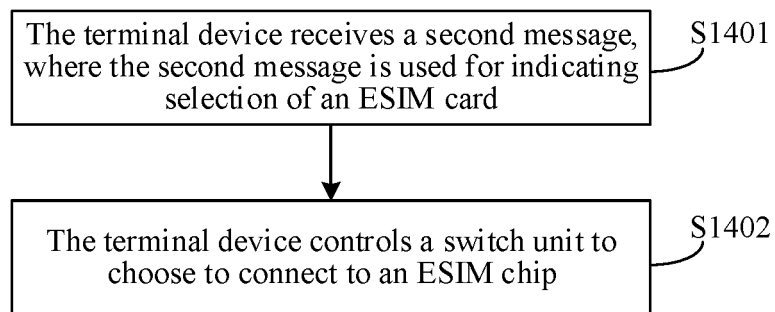 The terminal device receives a second message,
where the second message is used for indicating
selection of an ESIM card
S1401
The terminal device controls a switch unit to
choose to connect to an ESIM chip
S1402